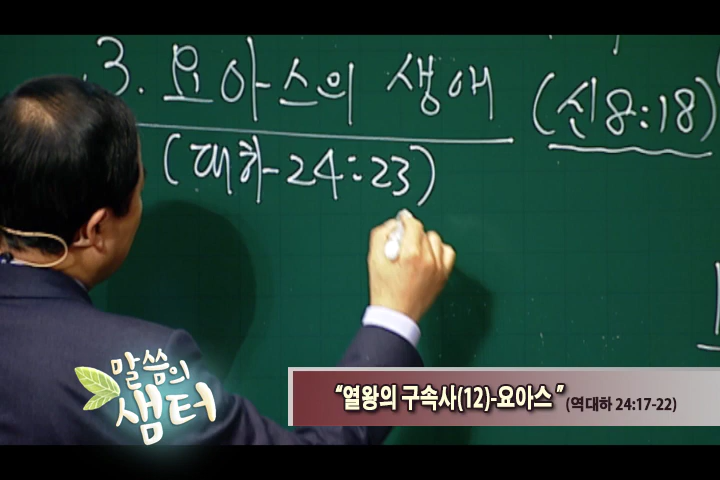 3. 요아스의 생애
(신8:18)
(대하-24:23)
말씀의
샘터
“열왕의 구속사(12)-요아스 ” (역대하 24:17-22)